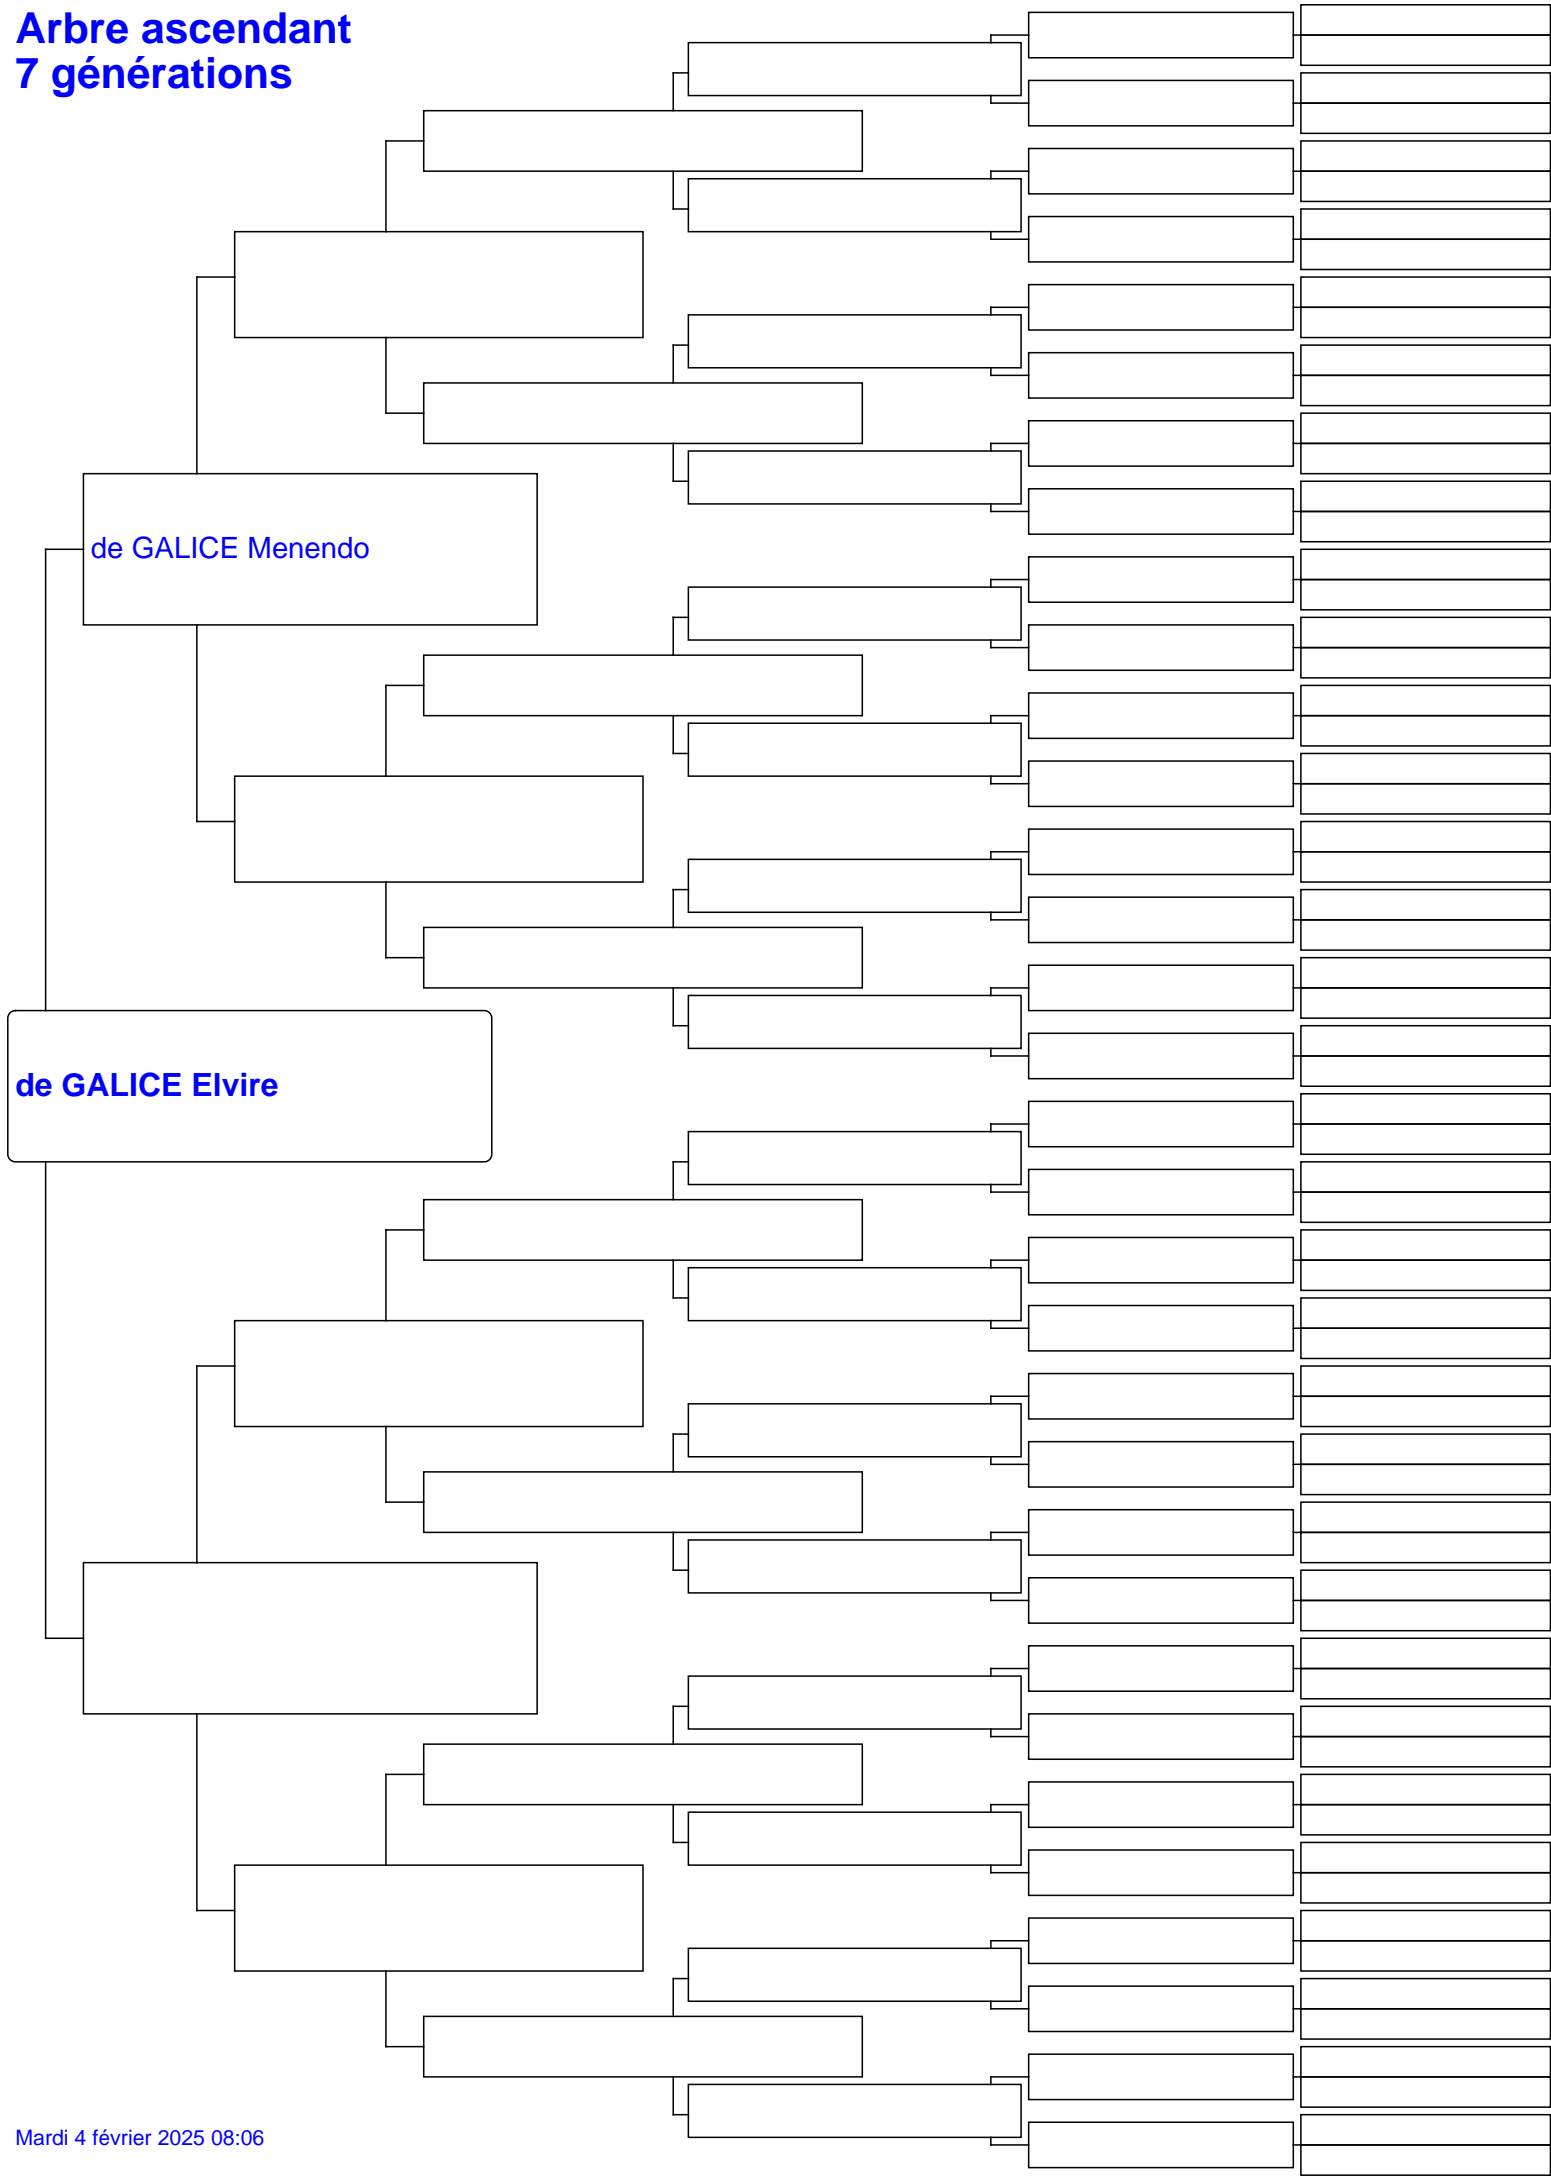 Arbre ascendant
7 générations
de GALICE Menendo
de GALICE Elvire
Mardi 4 février 2025 08:06